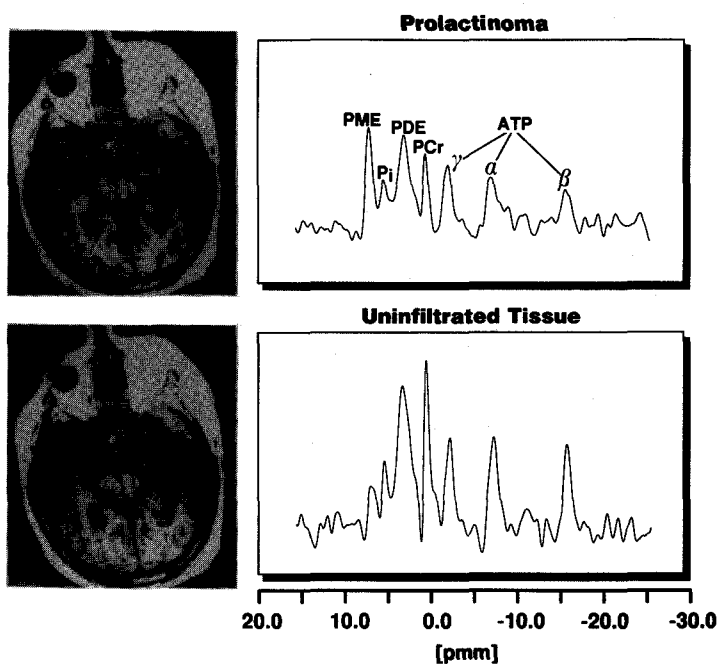 Prolactinoma
PME
PDE
ATP
Pi
PCr
γ
α
β
Uninfiltrated Tissue
20.0 10.0 0.0 -10.0 -20.0 -30.0
[pmm]